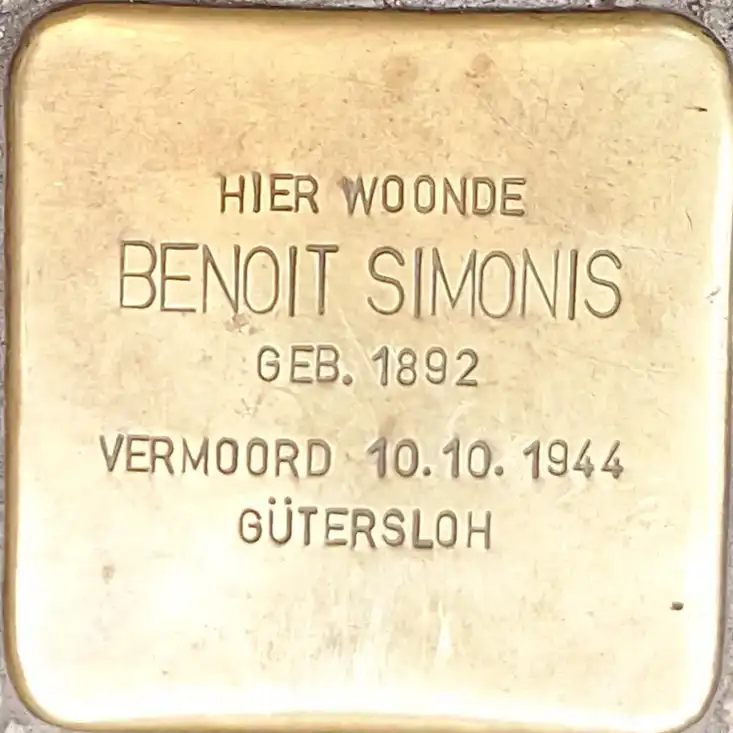 HIER WOONDE
BENOIT SIMONIS
GEB. 1892
VERMOORD 10.10.1944
GÜTERSLOH